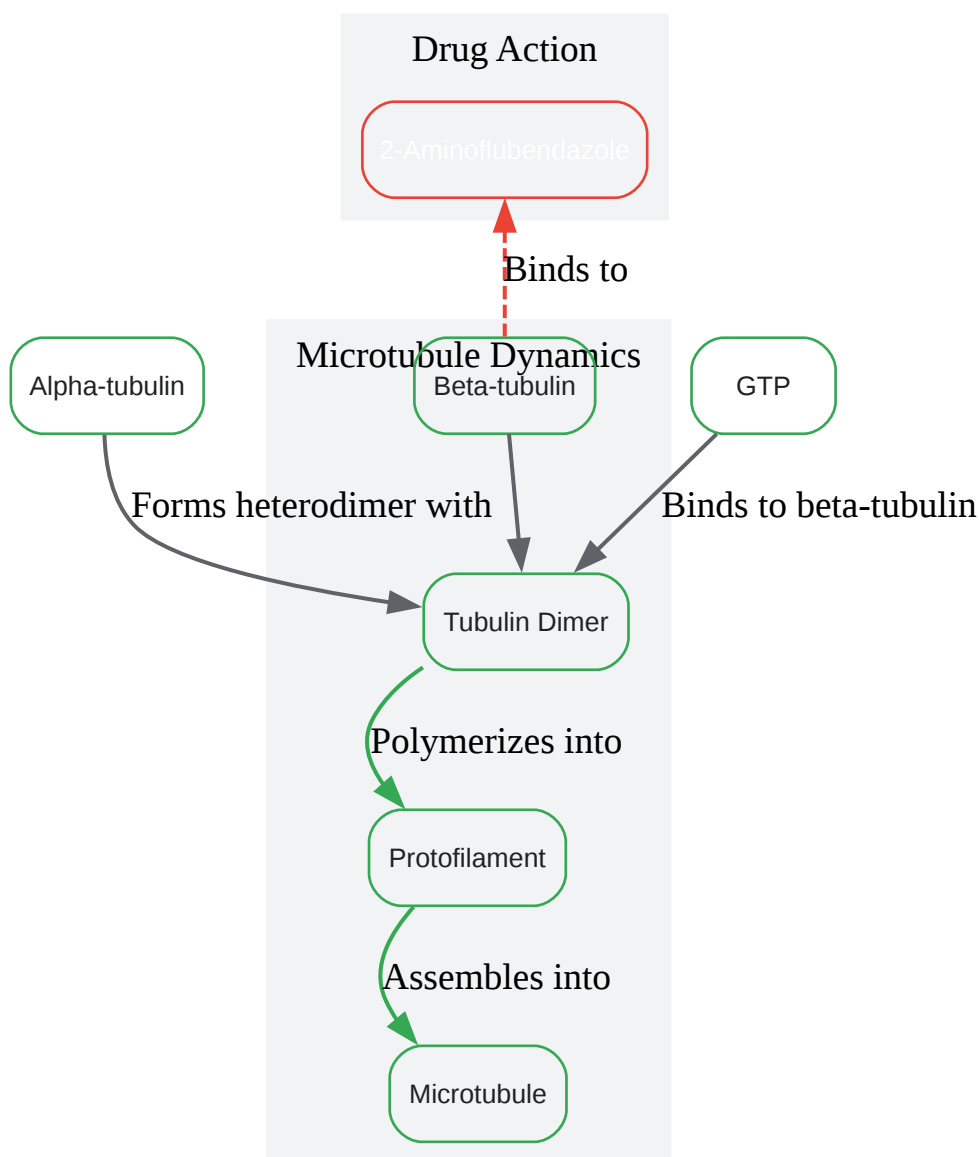 Drug Action
2-Aminoflubendazole
Binds to
Microtubule Dynamics
Alpha-tubulin
Beta-tubulin
GTP
Forms heterodimer with
Binds to beta-tubulin
Tubulin Dimer
Polymerizes into
Protofilament
Assembles into
Microtubule